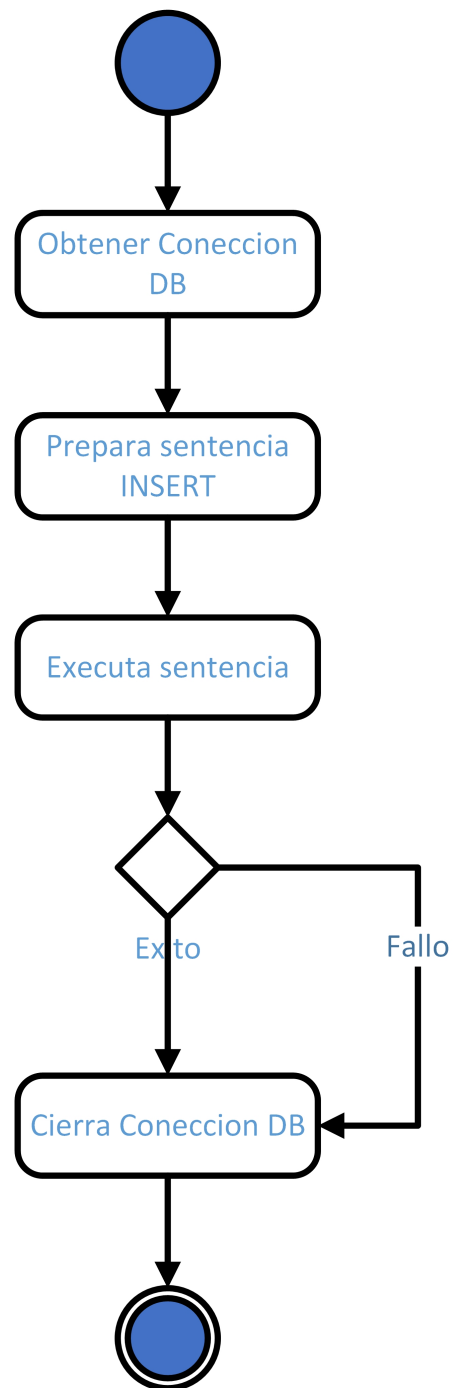 Obtener Coneccion
DB
Prepara sentencia
INSERT
Executa sentencia
Exito
Fallo
Cierra Coneccion DB